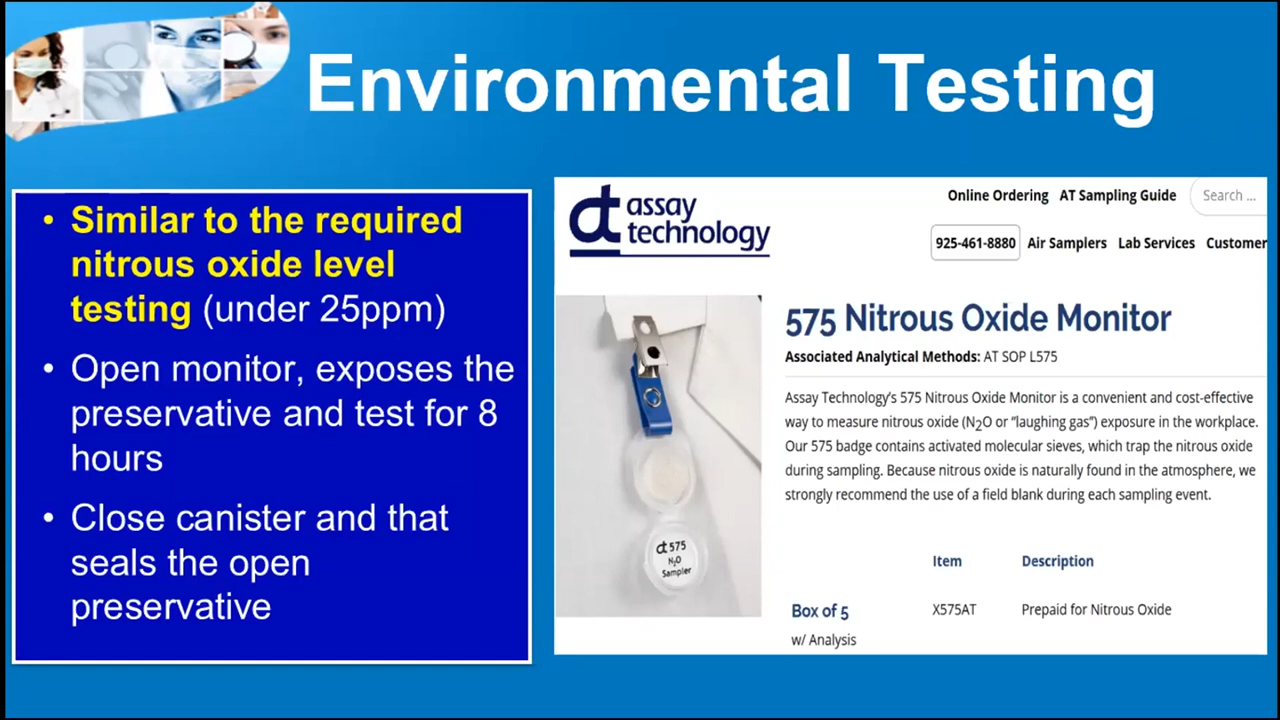 Environmental Testing
• Similar to the required
nitrous oxide level
testing (under 25ppm)
• Open monitor, exposes the
preservative and test for 8
hours
• Close canister and that
seals the open
preservative
assay
technology
Online Ordering AT Sampling Guide Search ...
925-461-8880 Air Samplers Lab Services Customer
575 Nitrous Oxide Monitor
Associated Analytical Methods: AT SOP L575
Assay Technology's 575 Nitrous Oxide Monitor is a convenient and cost-effective
way to measure nitrous oxide (N2O or “laughing gas”) exposure in the workplace.
Our 575 badge contains activated molecular sieves, which trap the nitrous oxide
during sampling. Because nitrous oxide is naturally found in the atmosphere, we
strongly recommend the use of a field blank during each sampling event.
at 575
N2O
Sampler
Item Description
Box of 5 X575AT Prepaid for Nitrous Oxide
w/ Analysis